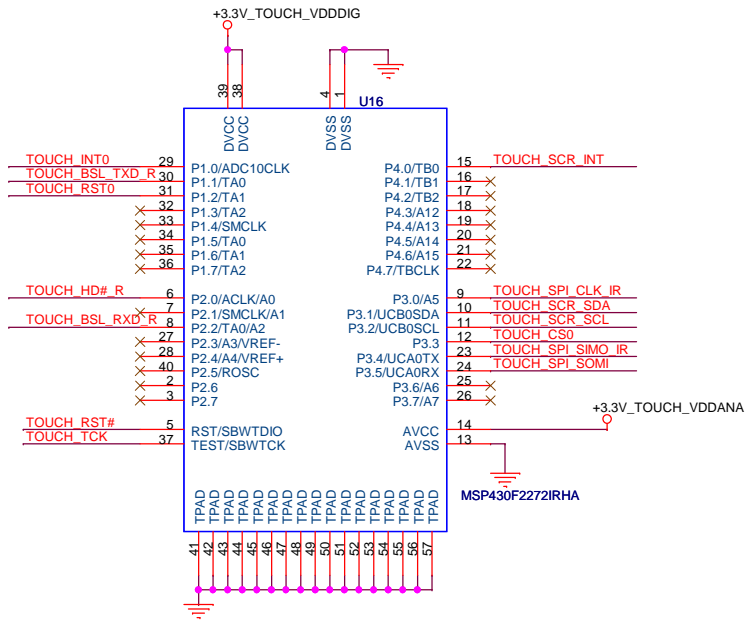 +3.3V_TOUCH_VDDDIG
39 38 4 1
U16
DVCC DVCC DVSS DVSS
TOUCH_INT0 29 P1.0/ADC10CLK P4.0/TB0 15 TOUCH_SCR_INT
TOUCH_BSL_TXD_R 30 P1.1/TA0 P4.1/TB1 16
TOUCH_RST0 31 P1.2/TA1 P4.2/TB2 17
32 P1.3/TA2 P4.3/A12 18
33 P1.4/SMCLK P4.4/A13 19
34 P1.5/TA0 P4.5/A14 20
35 P1.6/TA1 P4.6/A15 21
36 P1.7/TA2 P4.7/TBCLK 22
TOUCH_HD#_R 6 P2.0/ACLK/A0 P3.0/A5 9 TOUCH_SPI_CLK_IR
7 P2.1/SMCLK/A1 P3.1/UCB0SDA 10 TOUCH_SCR_SDA
TOUCH_BSL_RXD_R 8 P2.2/TA0/A2 P3.2/UCB0SCL 11 TOUCH_SCR_SCL
27 P2.3/A3/VREF- P3.3 12 TOUCH_CS0
28 P2.4/A4/VREF+ P3.4/UCA0TX 23 TOUCH_SPI_SIMO_IR
40 P2.5/ROSC P3.5/UCA0RX 24 TOUCH_SPI_SOMI
2 P2.6 P3.6/A6 25
3 P2.7 P3.7/A7 26
+3.3V_TOUCH_VDDANA
TOUCH_RST# 5 RST/SBWTDIO AVCC 14
TOUCH_TCK 37 TEST/SBWTCK AVSS 13
MSP430F2272IRHA
TPAD TPAD TPAD TPAD TPAD TPAD TPAD TPAD TPAD TPAD TPAD TPAD TPAD TPAD TPAD TPAD TPAD
41 42 43 44 45 46 47 48 49 50 51 52 53 54 55 56 57